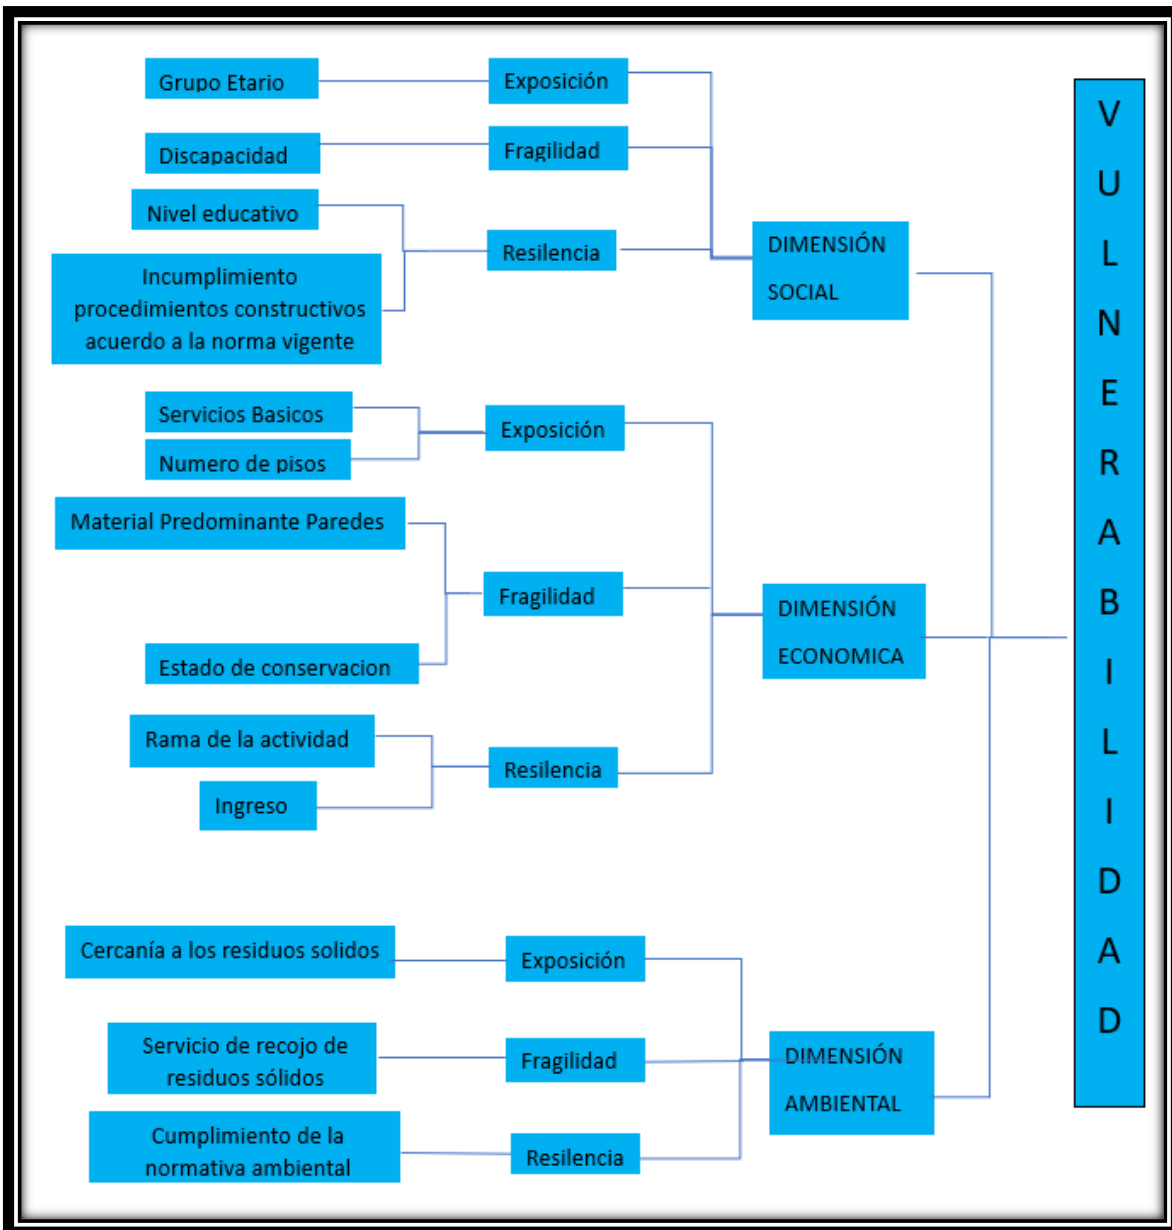 Grupo Etario
Exposición
Discapacidad
Fragilidad
Nivel educativo
Incumplimiento
procedimientos constructivos
acuerdo a la norma vigente
Resilencia
DIMENSIÓN
SOCIAL
Servicios Basicos
Numero de pisos
Exposición
Material Predominante Paredes
Estado de conservacion
Fragilidad
Rama de la actividad
Ingreso
Resilencia
DIMENSIÓN
ECONOMICA
Cercanía a los residuos solidos
Exposición
Servicio de recojo de
residuos sólidos
Fragilidad
Cumplimiento de la
normativa ambiental
Resilencia
DIMENSIÓN
AMBIENTAL
V
U
L
N
E
R
A
B
I
L
I
D
A
D